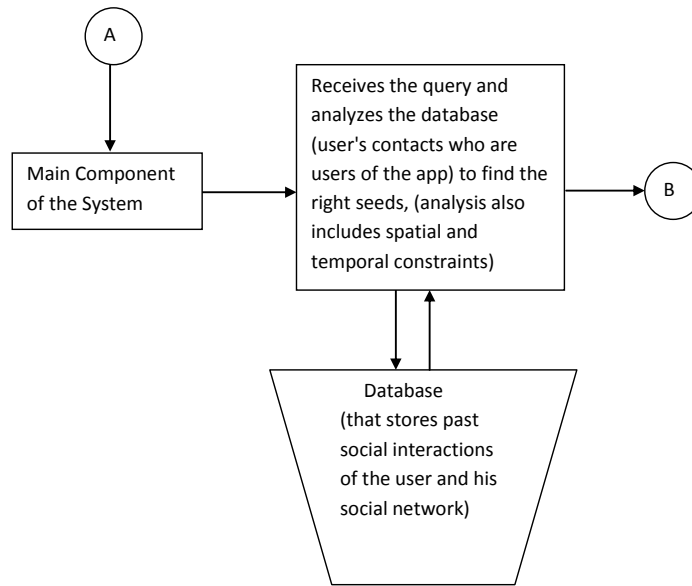 A
Main Component
of the System
Receives the query and
analyzes the database
(user's contacts who are
users of the app) to find the
right seeds, (analysis also
includes spatial and
temporal constraints)
B
Database
(that stores past
social interactions
of the user and his
social network)